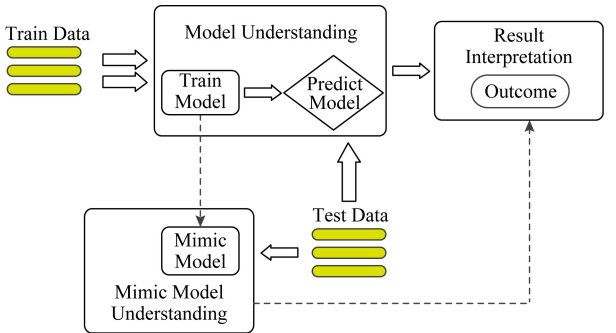 Train Data
Model Understanding
Train
Model
Predict
Model
Result
Interpretation
Outcome
Test Data
Mimic
Model
Mimic Model
Understanding